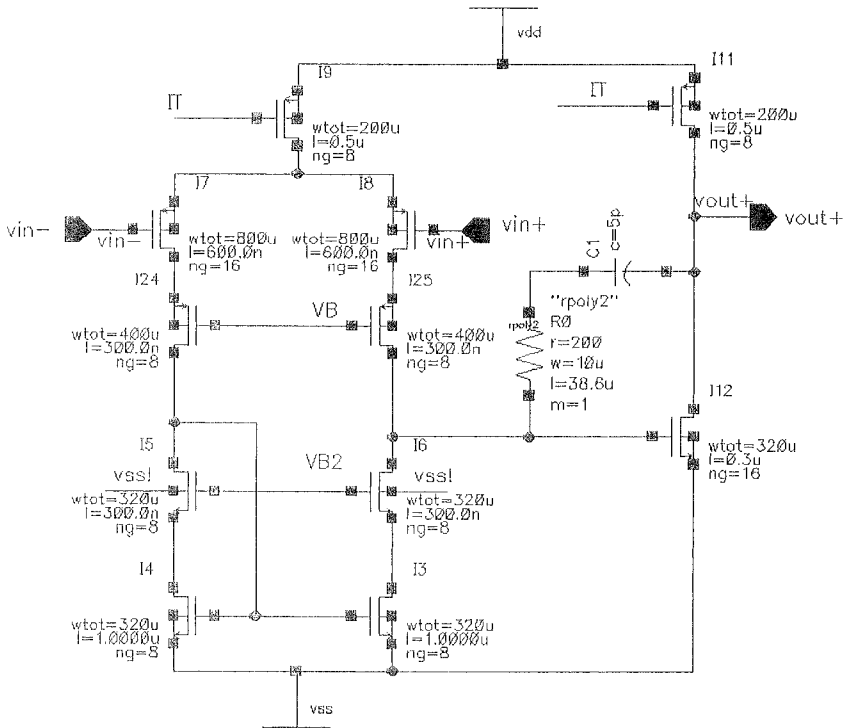 vdd
I9
I11
IT
IT
wtot=200u
l=0.5u
ng=8
wtot=200u
l=0.5u
ng=8
I7
I8
vin-
vin-
vin+
vin+
vout+
vout+
wtot=800u
l=600.0n
ng=16
wtot=800u
l=600.0n
ng=16
C1
c=5p
I24
I25
VB
"rpoly2"
rpoly2
R0
r=200
w=10u
l=38.6u
m=1
wtot=400u
l=300.0n
ng=8
wtot=400u
l=300.0n
ng=8
I12
I5
I6
VB2
vss!
vss!
wtot=320u
l=0.3u
ng=16
wtot=320u
l=300.0n
ng=8
wtot=320u
l=300.0n
ng=8
I4
I3
wtot=320u
l=1.0000u
ng=8
wtot=320u
l=1.0000u
ng=8
vss